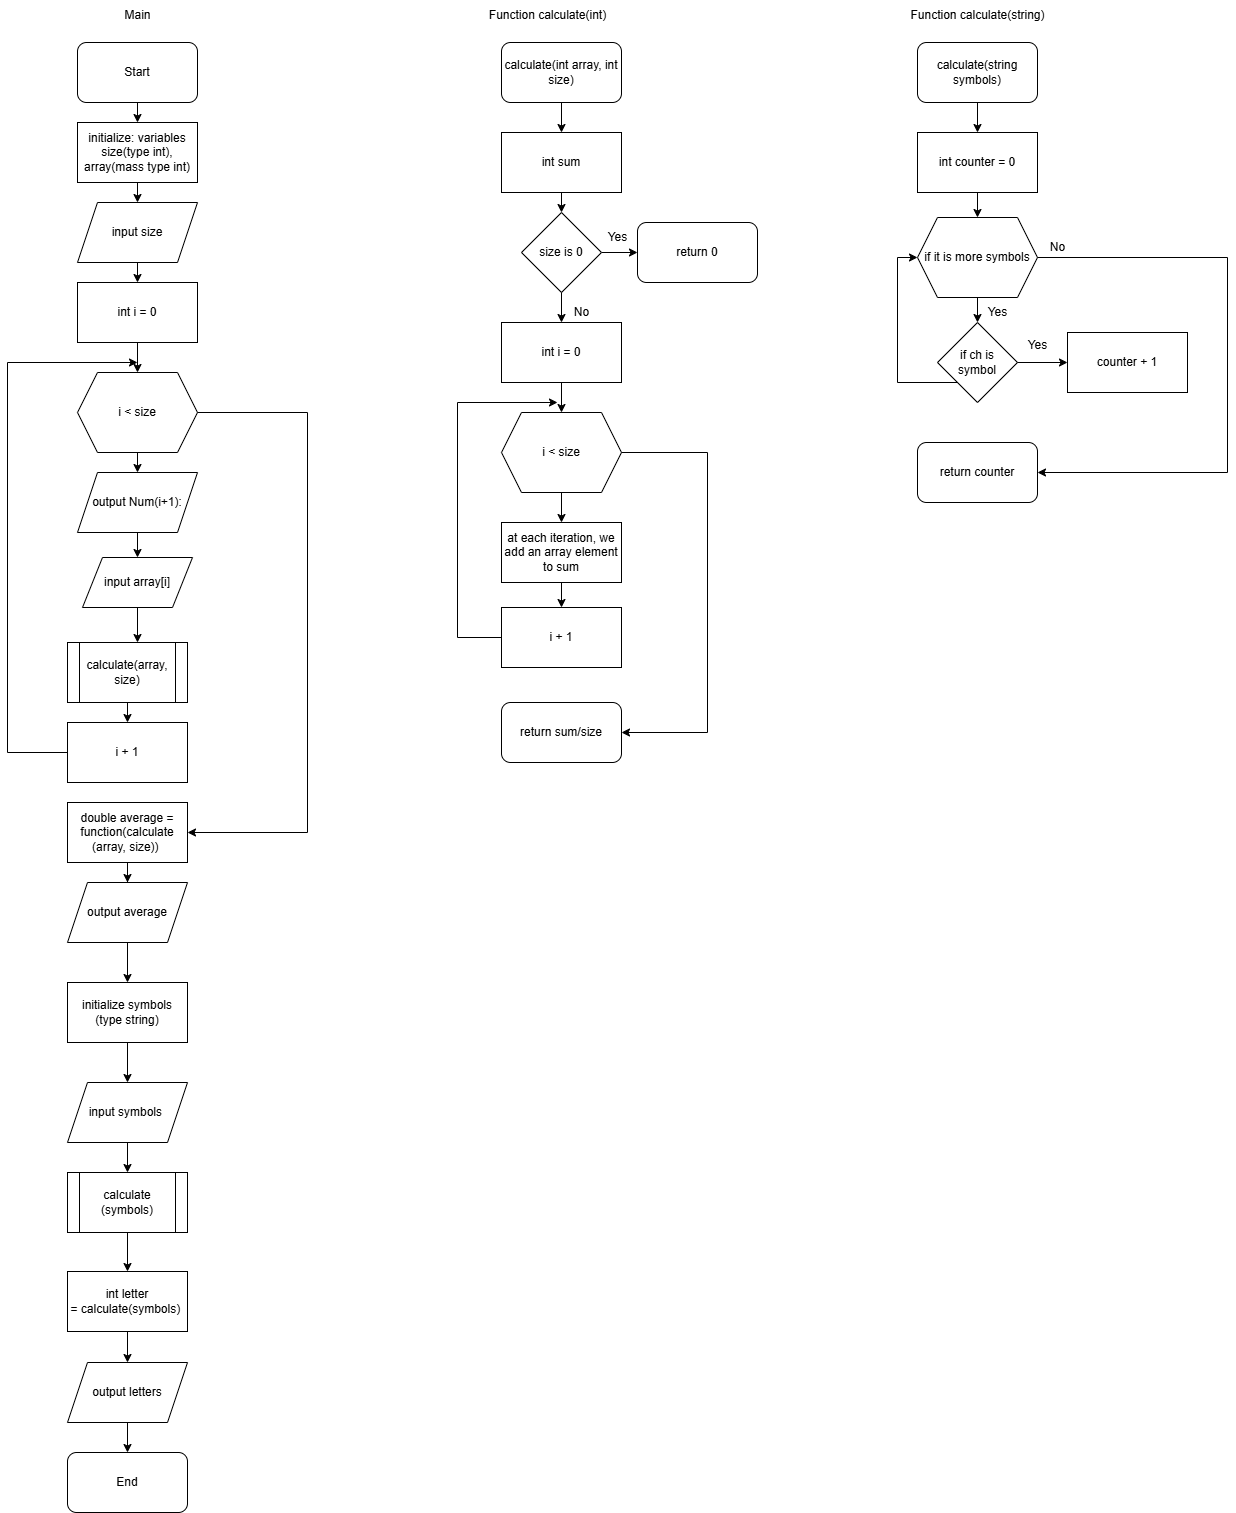 Main
Start
initialize: variables
size(type int),
array(mass type int)
input size
int i = 0
i < size
output Num(i+1):
input array[i]
calculate(array,
size)
i + 1
double average =
function(calculate
(array, size))
output average
initialize symbols
(type string)
input symbols
calculate
(symbols)
int letter
= calculate(symbols)
output letters
End
Function calculate(int)
calculate(int array, int
size)
int sum
size is 0
Yes
return 0
No
int i = 0
i < size
at each iteration, we
add an array element
to sum
i + 1
return sum/size
Function calculate(string)
calculate(string
symbols)
int counter = 0
if it is more symbols
No
Yes
if ch is
symbol
Yes
counter + 1
return counter